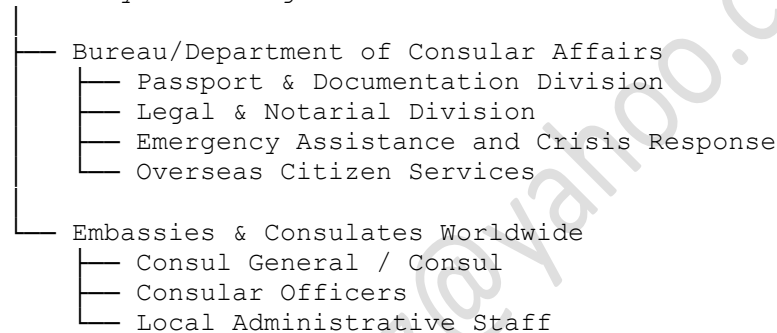 Bureau/Department of Consular Affairs
Passport & Documentation Division
Legal & Notarial Division
Emergency Assistance and Crisis Response
Overseas Citizen Services
Embassies & Consulates Worldwide
Consul General / Consul
Consular Officers
Local Administrative Staff
@yahoo.c